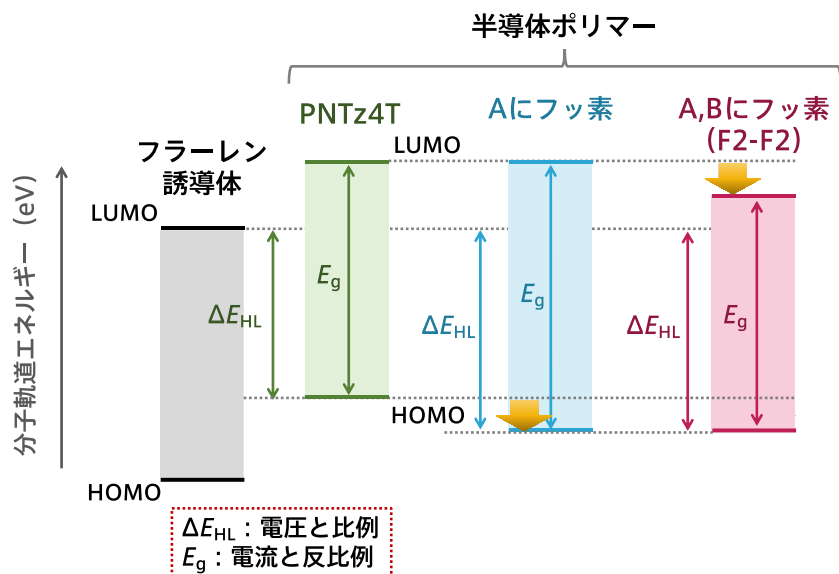 半導体ポリマー
PNTz4T
Aにフッ素
A,Bにフッ素
(F2-F2)
フラーレン
誘導体
LUMO
LUMO
分子軌道エネルギー (eV)
ΔEHL
Eg
ΔEHL
Eg
ΔEHL
Eg
HOMO
HOMO
ΔEHL：電圧と比例
Eg：電流と反比例